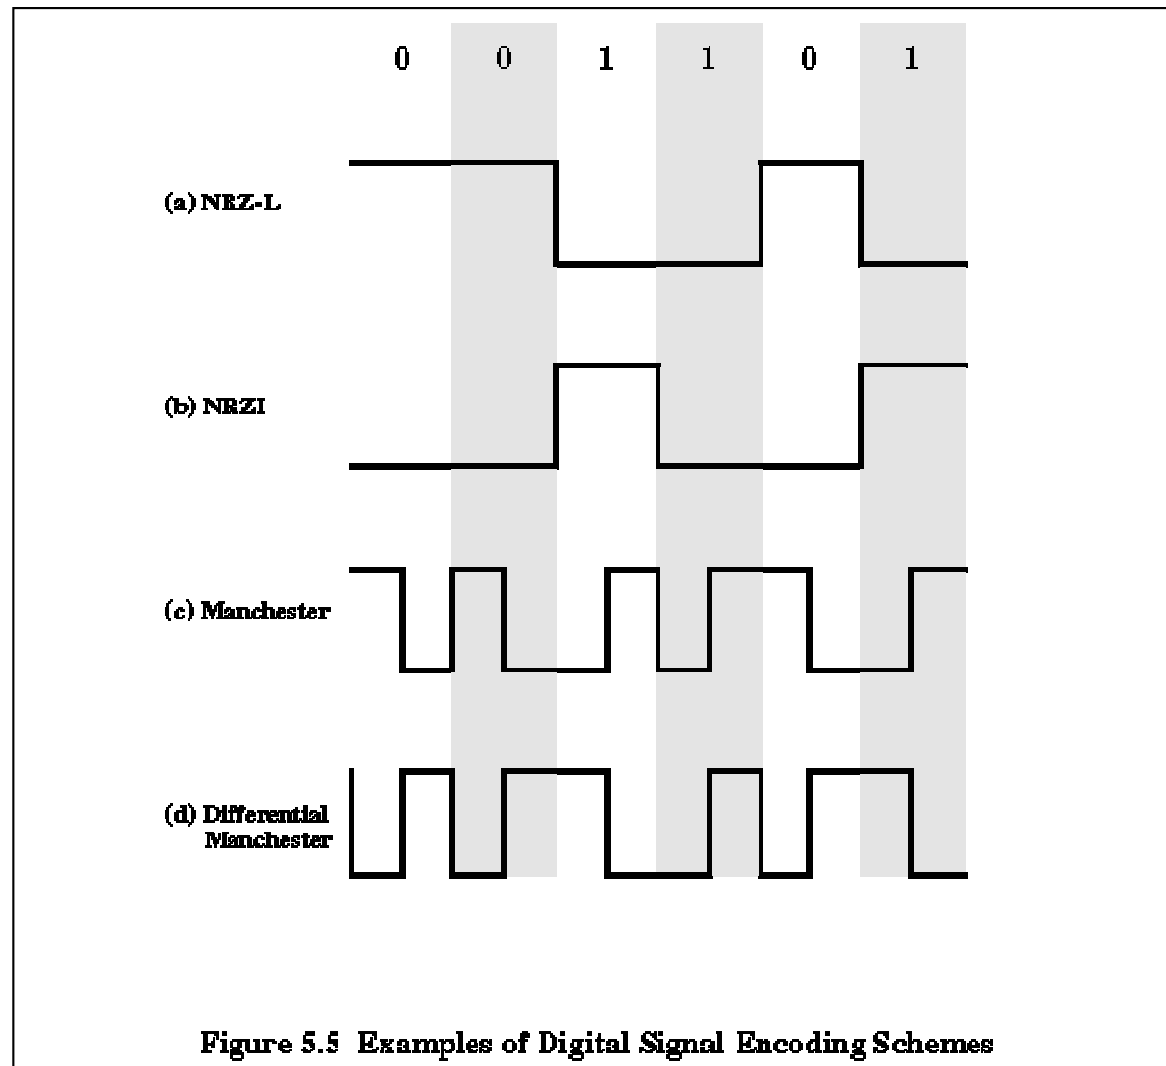 0 0 1 1 0 1
(a) NRZ-L
(b) NRZI
(c) Manchester
(d) Differential
Manchester
Figure 5.5 Examples of Digital Signal Encoding Schemes